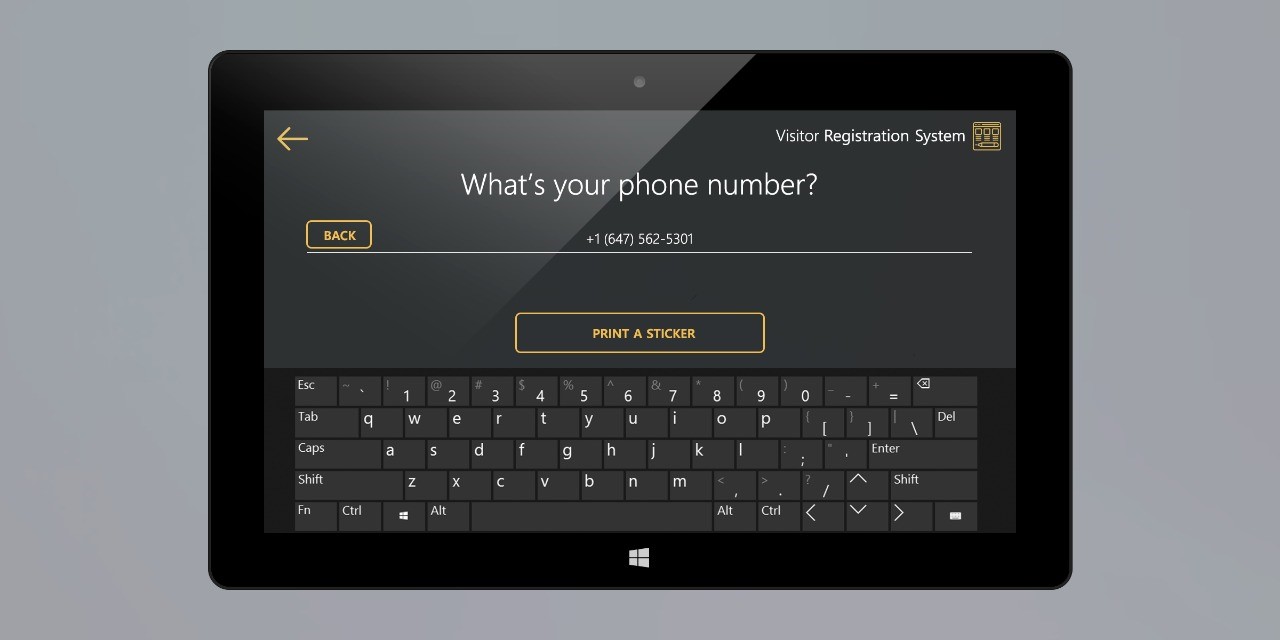 Visitor Registration System
What's your phone number?
BACK
+1 (647) 562-5301
PRINT A STICKER
Esc ~ ` ! 1 @ 2 # 3 $ 4 % 5 ^ 6 & 7 * 8 ( 9 ) 0 _ - + =
Tab q w e r t y u i o p { [ } ] | \ Del
Caps a s d f g h j k l : ; " ' Enter
Shift z x c v b n m < , > . ? / Shift
Fn Ctrl Alt Alt Ctrl